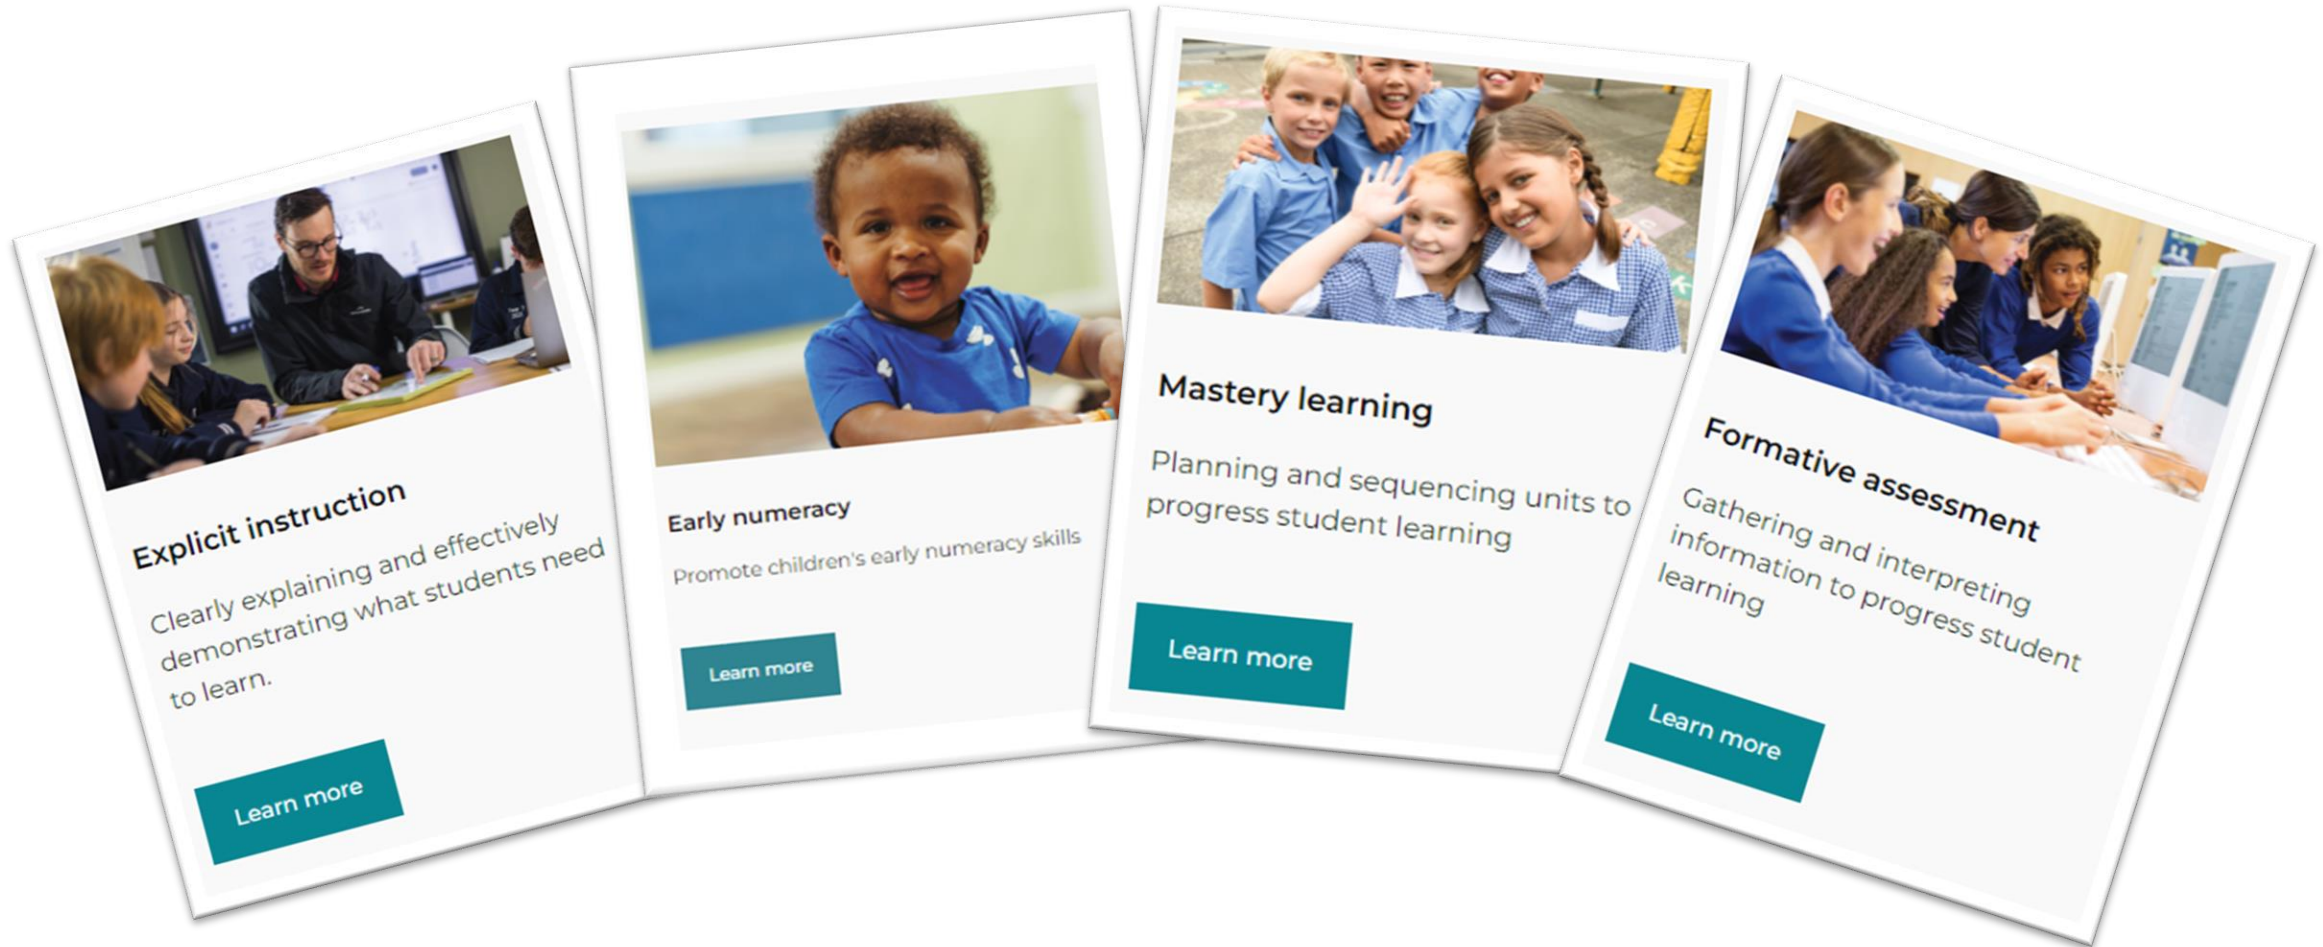 Explicit instruction
Clearly explaining and effectively
demonstrating what students need
to learn.
Learn more
Early numeracy
Promote children's early numeracy skills
Learn more
Mastery learning
Planning and sequencing units to
progress student learning
Learn more
Formative assessment
Gathering and interpreting
information to progress student
learning
Learn more